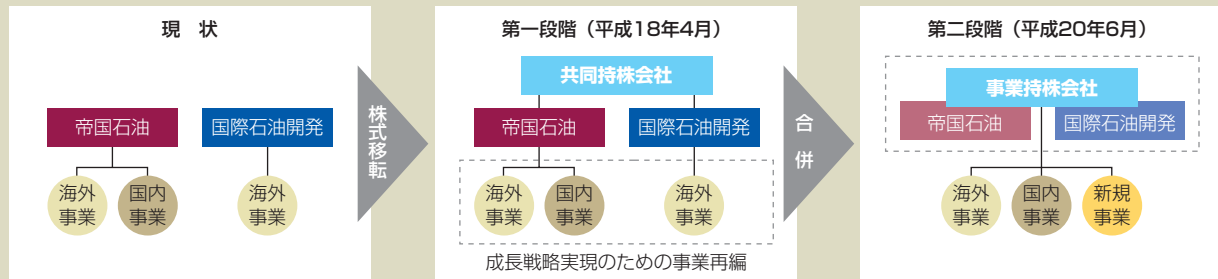 現　状
帝国石油
国際石油開発
海外
事業
国内
事業
海外
事業
株式移転
第一段階（平成18年4月）
共同持株会社
帝国石油
国際石油開発
海外
事業
国内
事業
海外
事業
成長戦略実現のための事業再編
合　併
第二段階（平成20年6月）
事業持株会社
帝国石油
国際石油開発
海外
事業
国内
事業
新規
事業